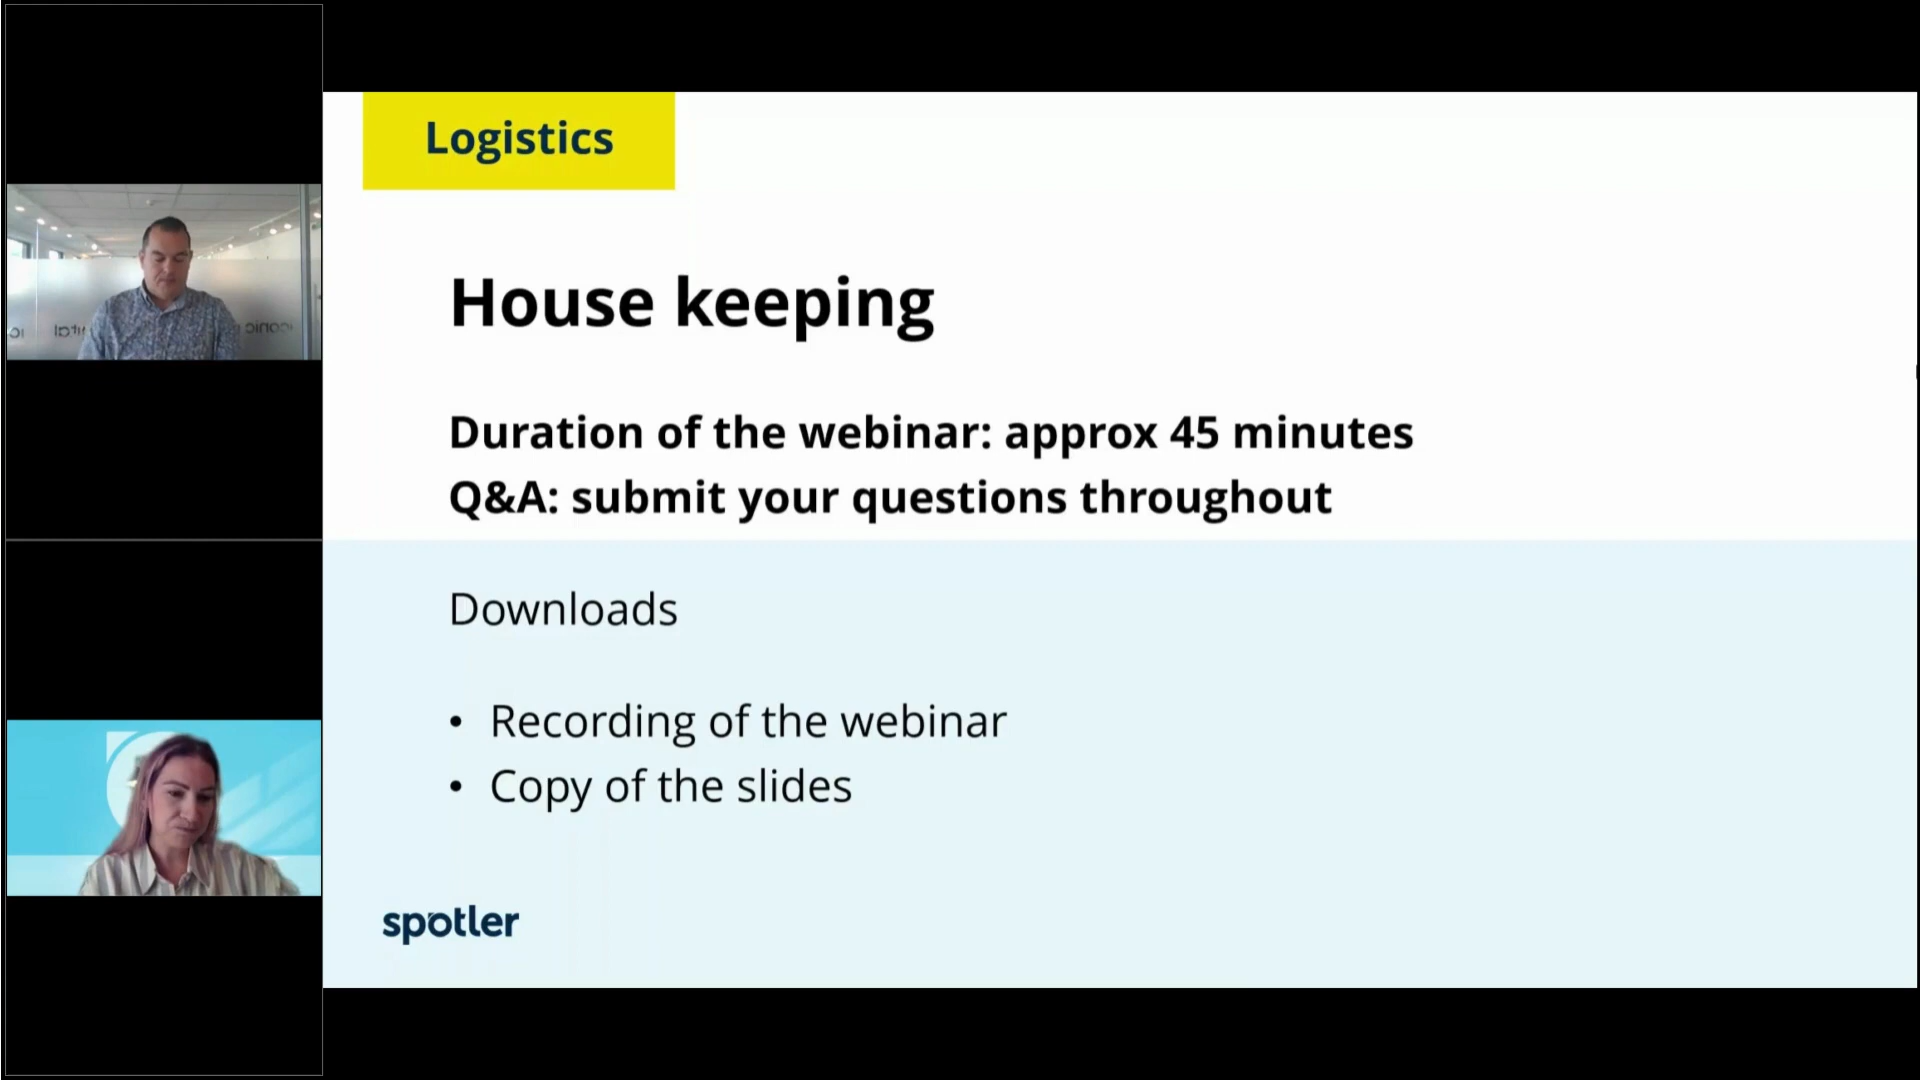 Logistics
House keeping
Duration of the webinar: approx 45 minutes
Q&A: submit your questions throughout
Downloads
• Recording of the webinar
• Copy of the slides
spotler
iconic